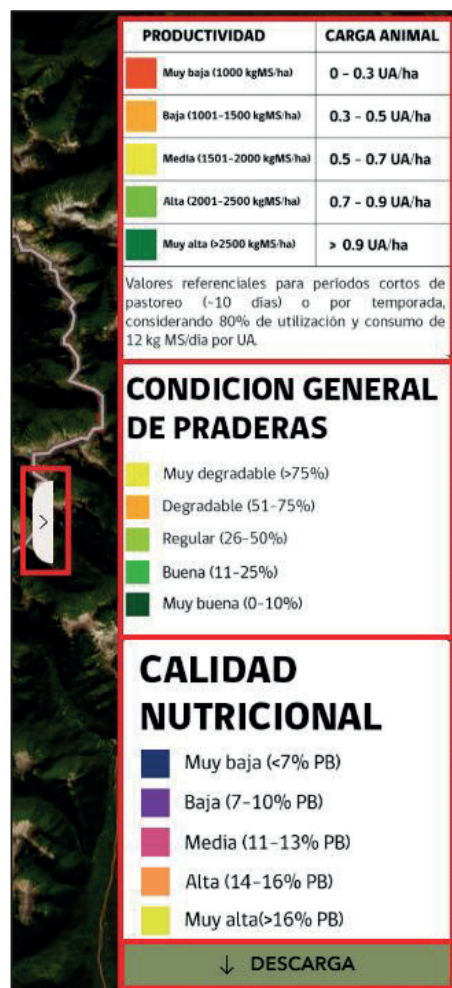 PRODUCTIVIDAD CARGA ANIMAL
Muy baja (1000 kgMS/ha) 0 - 0.3 UA/ha
Baja (1001-1500 kgMS/ha) 0.3 - 0.5 UA/ha
Media (1501-2000 kgMS/ha) 0.5 - 0.7 UA/ha
Alta (2001-2500 kgMS/ha) 0.7 - 0.9 UA/ha
Muy alta (>2500 kgMS/ha) > 0.9 UA/ha
Valores referenciales para períodos cortos de
pastoreo (~10 días) o por temporada,
considerando 80% de utilización y consumo de
12 kg MS/día por UA.
CONDICION GENERAL
DE PRADERAS
Muy degradable (>75%)
Degradable (51-75%)
Regular (26-50%)
Buena (11-25%)
Muy buena (0-10%)
CALIDAD
NUTRICIONAL
Muy baja (<7% PB)
Baja (7-10% PB)
Media (11-13% PB)
Alta (14-16% PB)
Muy alta(>16% PB)
↓ DESCARGA